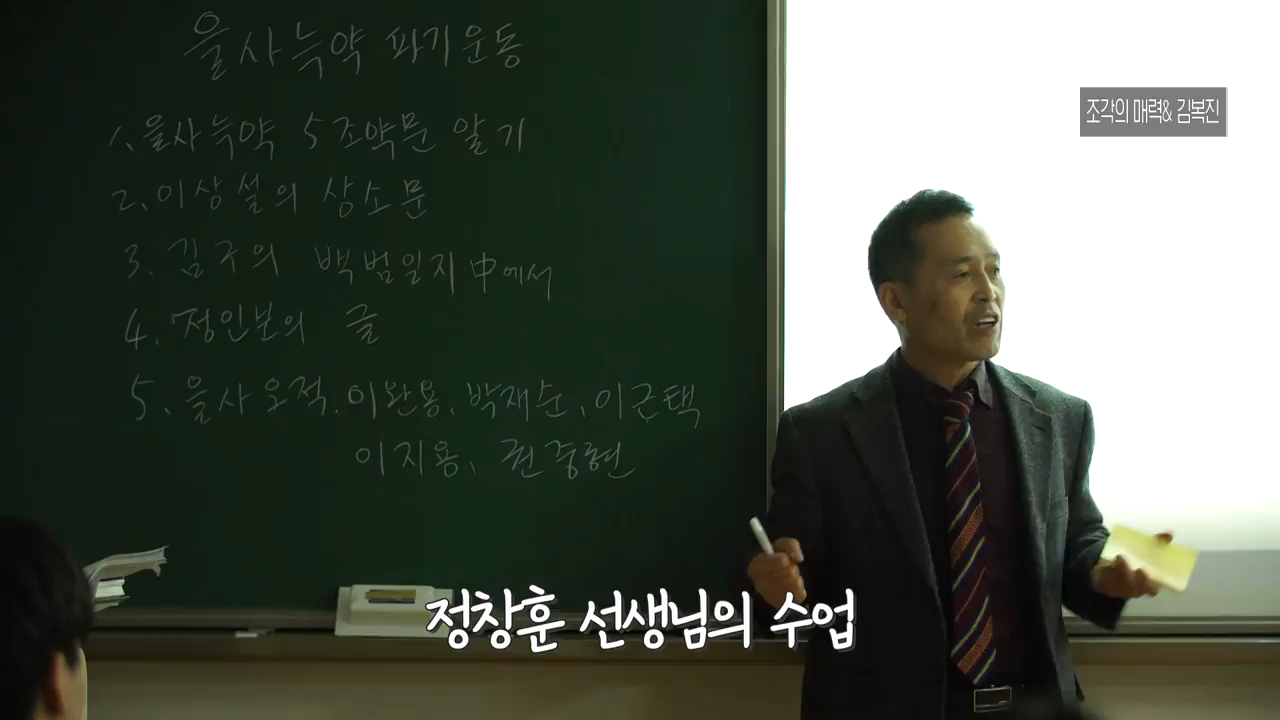 을사늑약 파기운동
1. 을사늑약 5조약문 알기
2. 이상설의 상소문
3. 김구의 백범일지 中에서
4. 정인보의 글
5. 을사오적. 이완용, 박재순, 이근택
이지용, 권중현
조각의 매력& 김복진
정창훈 선생님의 수업